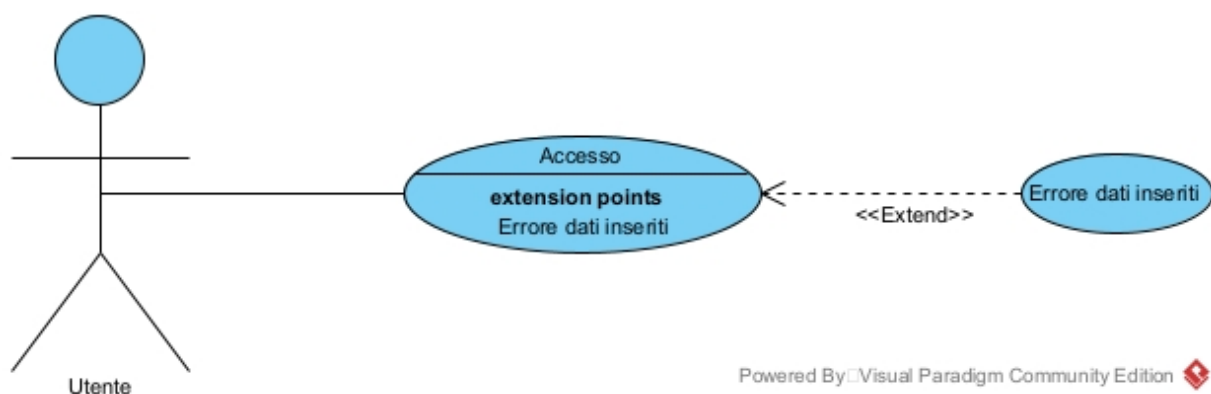 Accesso
extension points
Errore dati inseriti
<<Extend>>
Errore dati inseriti
Utente
Powered By Visual Paradigm Community Edition